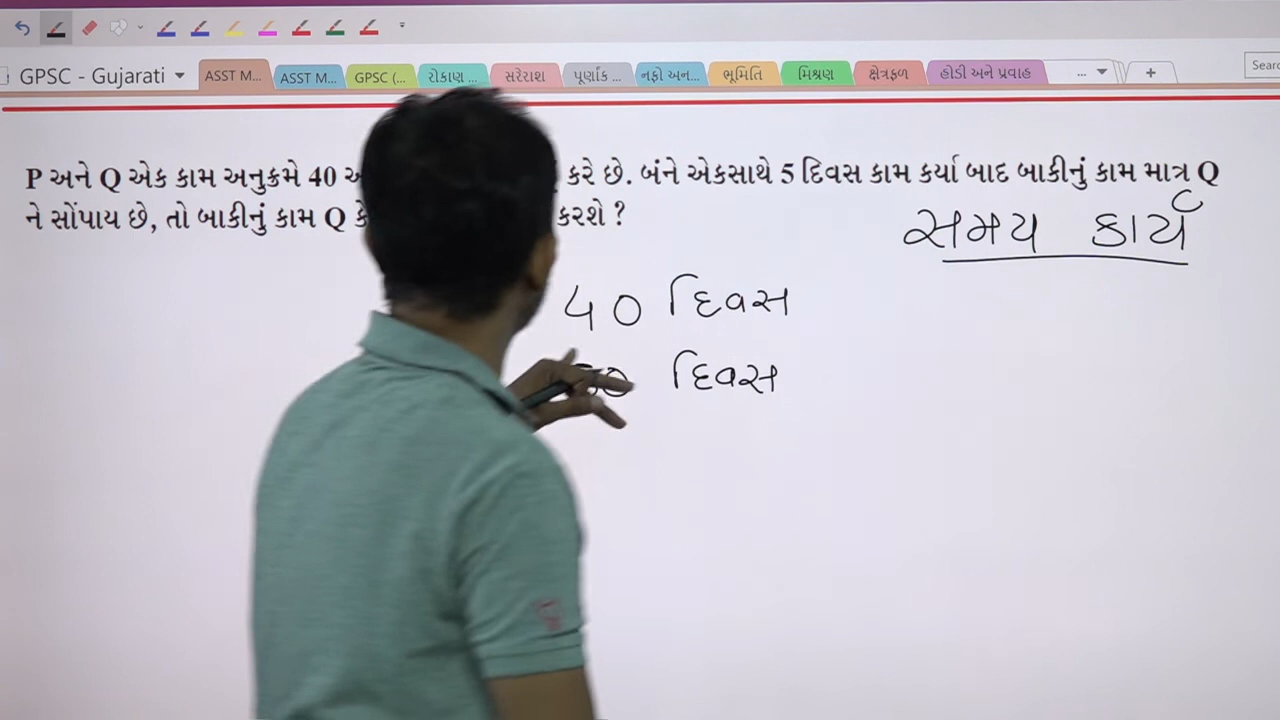 GPSC - Gujarati ASST M... ASST M... GPSC (... રોકાણ ... સરેરાશ પૂર્ણાંક ... નફો અન... ભૂમિતિ મિશ્રણ ક્ષેત્રફળ હોડી અને પ્રવાહ ... + Searc
P અને Q એક કામ અનુક્રમે 40 કરે છે. બંને એકસાથે 5 દિવસ કામ કર્યા બાદ બાકીનું કામ માત્ર Q
ને સોંપાય છે, તો બાકીનું કામ Q કરશે ?
સમય કાર્ય
40 દિવસ
દિવસ